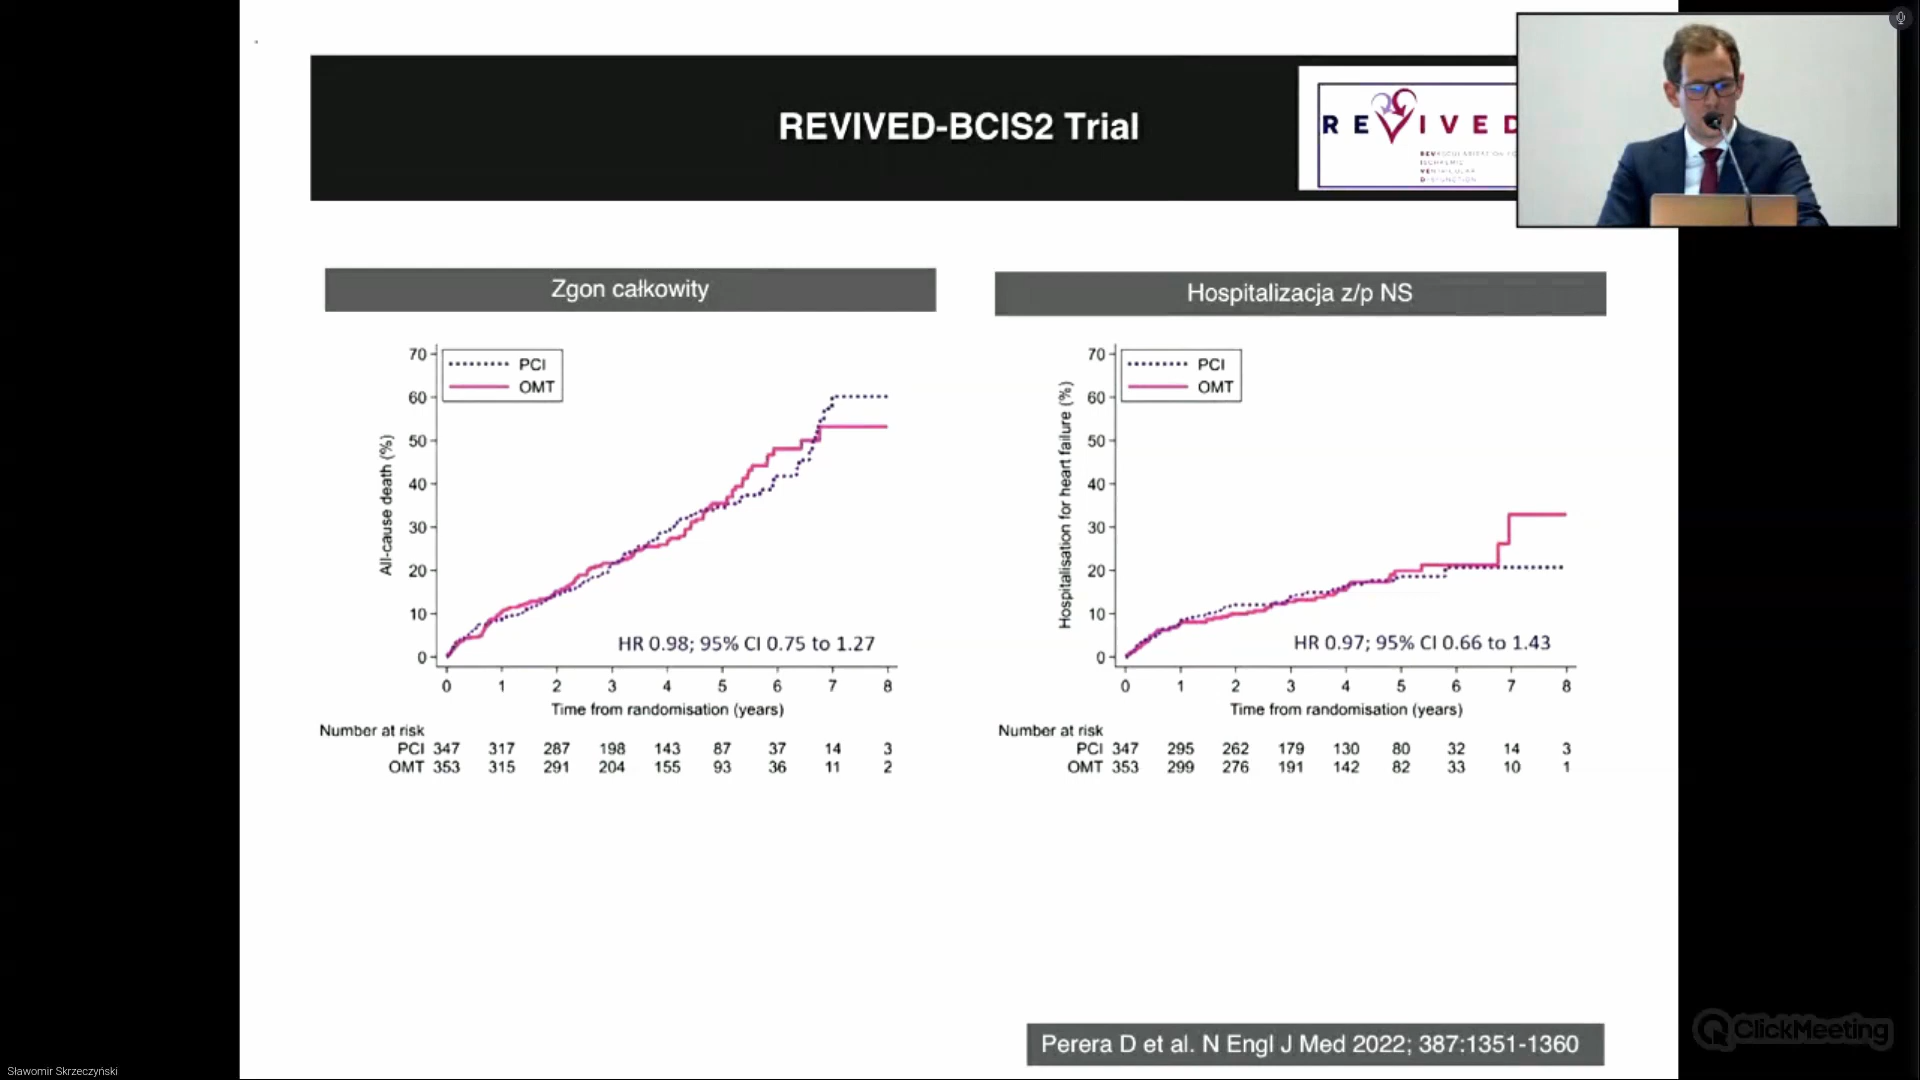 REVIVED-BCIS2 Trial
REVIVED
Zgon całkowity
70
60
50
40
30
20
10
0
All-cause death (%)
PCI
OMT
HR 0.98; 95% CI 0.75 to 1.27
0 1 2 3 4 5 6 7 8
Time from randomisation (years)
Number at risk
PCI 347 317 287 198 143 87 37 14 3
OMT 353 315 291 204 155 93 36 11 2
Hospitalizacja z/p NS
70
60
50
40
30
20
10
0
Hospitalisation for heart failure (%)
PCI
OMT
HR 0.97; 95% CI 0.66 to 1.43
0 1 2 3 4 5 6 7 8
Time from randomisation (years)
Number at risk
PCI 347 295 262 179 130 80 32 14 3
OMT 353 299 276 191 142 82 33 10 1
Perera D et al. N Engl J Med 2022; 387:1351-1360
ClickMeeting
Sławomir Skrzeczyński